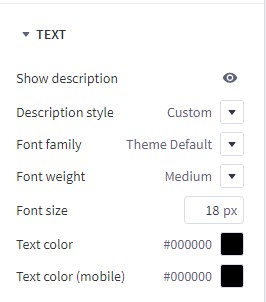 TEXT
Show description
Description style Custom
Font family Theme Default
Font weight Medium
Font size 18 px
Text color #000000
Text color (mobile) #000000